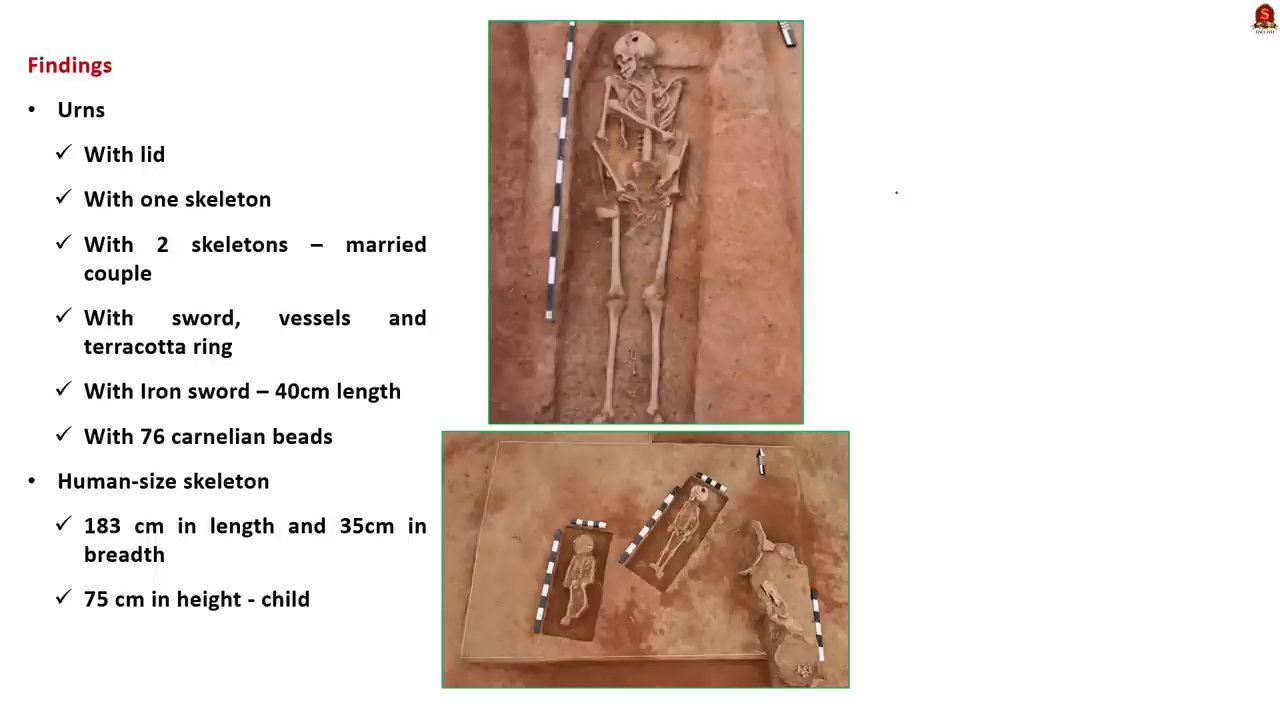 Findings
• Urns
✓ With lid
✓ With one skeleton
✓ With 2 skeletons – married
couple
✓ With sword, vessels and
terracotta ring
✓ With Iron sword – 40cm length
✓ With 76 carnelian beads
• Human-size skeleton
✓ 183 cm in length and 35cm in
breadth
✓ 75 cm in height - child
S